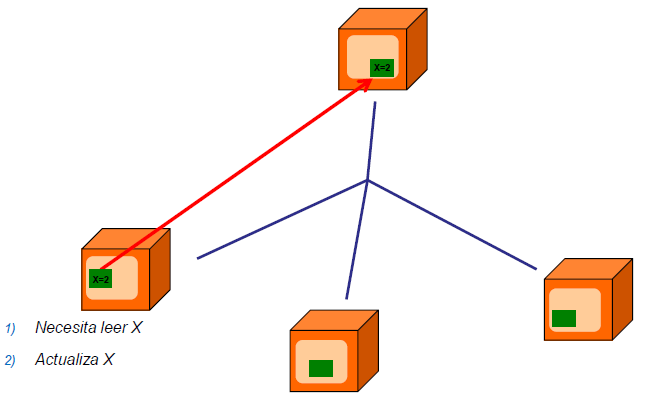 X=2
X=2
1) Necesita leer X
2) Actualiza X